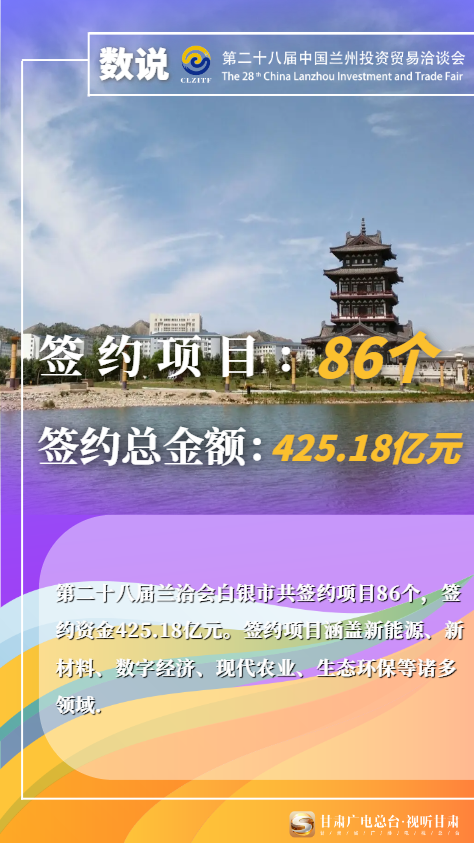 数说
CLZITF
第二十八届中国兰州投资贸易洽谈会
The 28th China Lanzhou Investment and Trade Fair
签约项目：86个
签约总金额：425.18亿元
第二十八届兰洽会白银市共签约项目86个，签
约资金425.18亿元。签约项目涵盖新能源、新
材料、数字经济、现代农业、生态环保等诸多
领域.
甘肃广电总台·视听甘肃